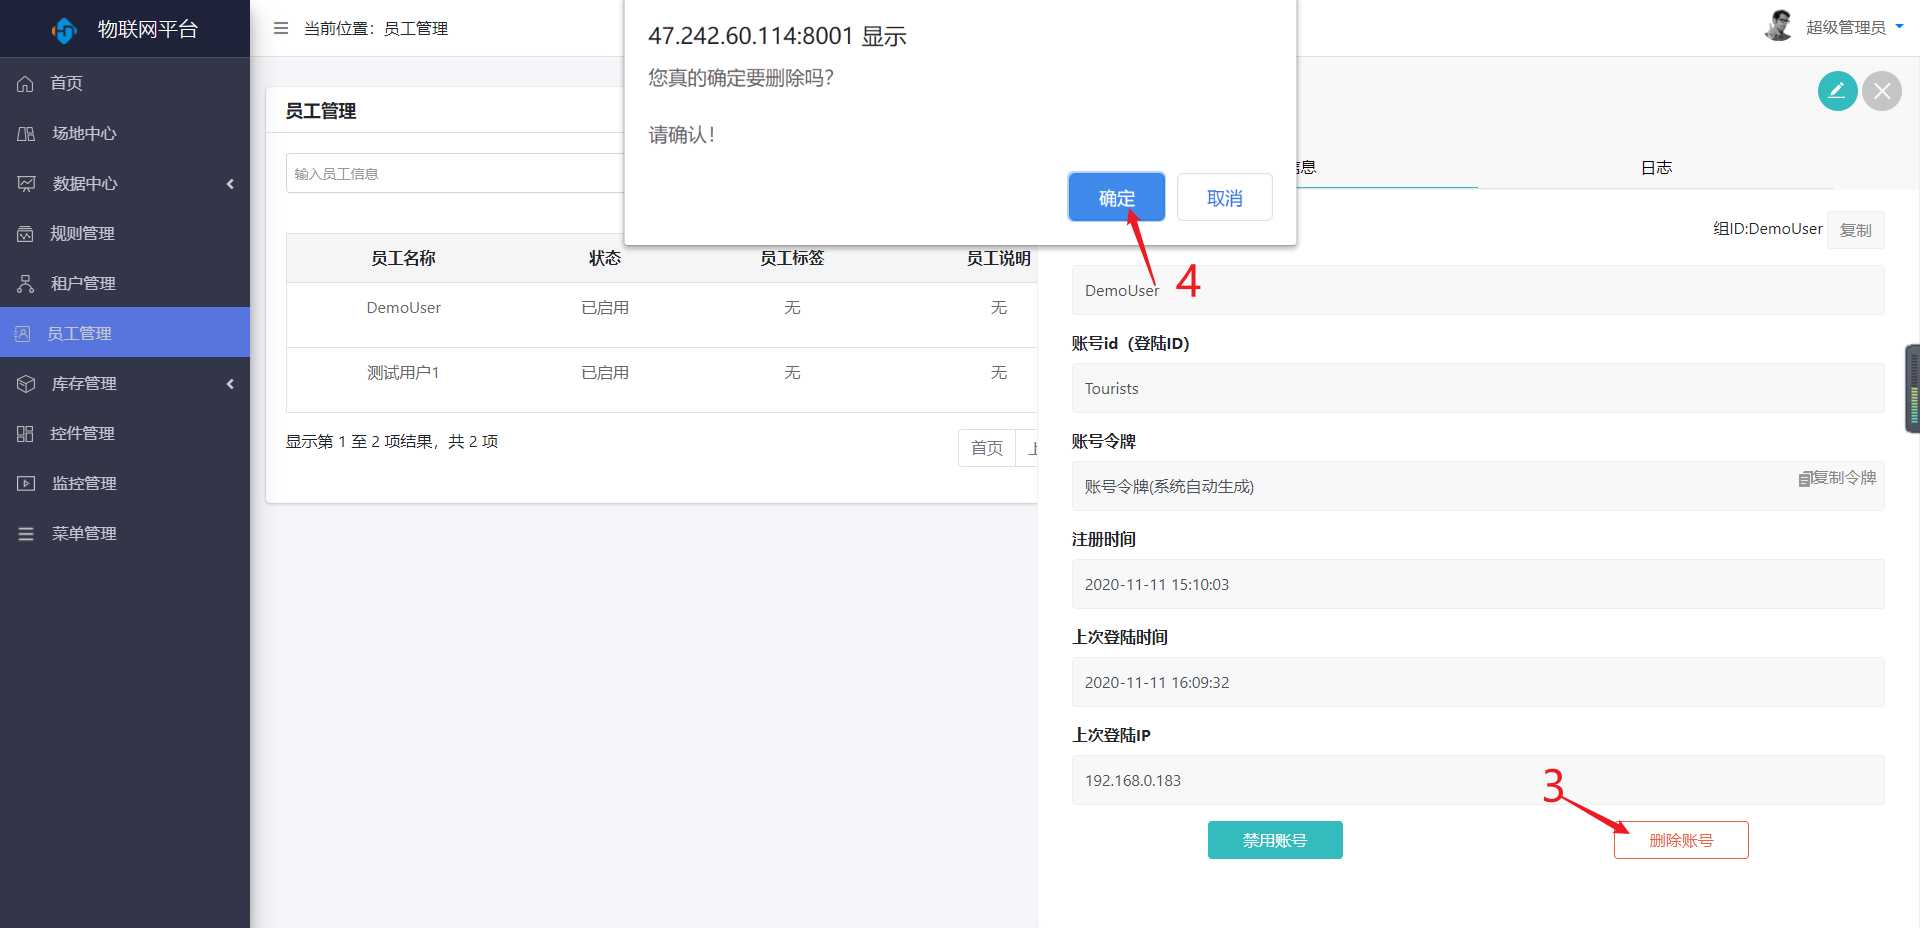 物联网平台
当前位置：员工管理
超级管理员
首页
场地中心
数据中心
规则管理
租户管理
员工管理
库存管理
控件管理
监控管理
菜单管理
47.242.60.114:8001 显示
您真的确定要删除吗?
请确认！
确定
取消
4
员工管理
输入员工信息
员工名称 状态 员工标签 员工说明
DemoUser 已启用 无 无
测试用户1 已启用 无 无
显示第 1 至 2 项结果，共 2 项
首页 上
信息
日志
组ID:DemoUser 复制
DemoUser
账号id（登陆ID）
Tourists
账号令牌
账号令牌(系统自动生成)
复制令牌
注册时间
2020-11-11 15:10:03
上次登陆时间
2020-11-11 16:09:32
上次登陆IP
192.168.0.183
3
禁用账号
删除账号